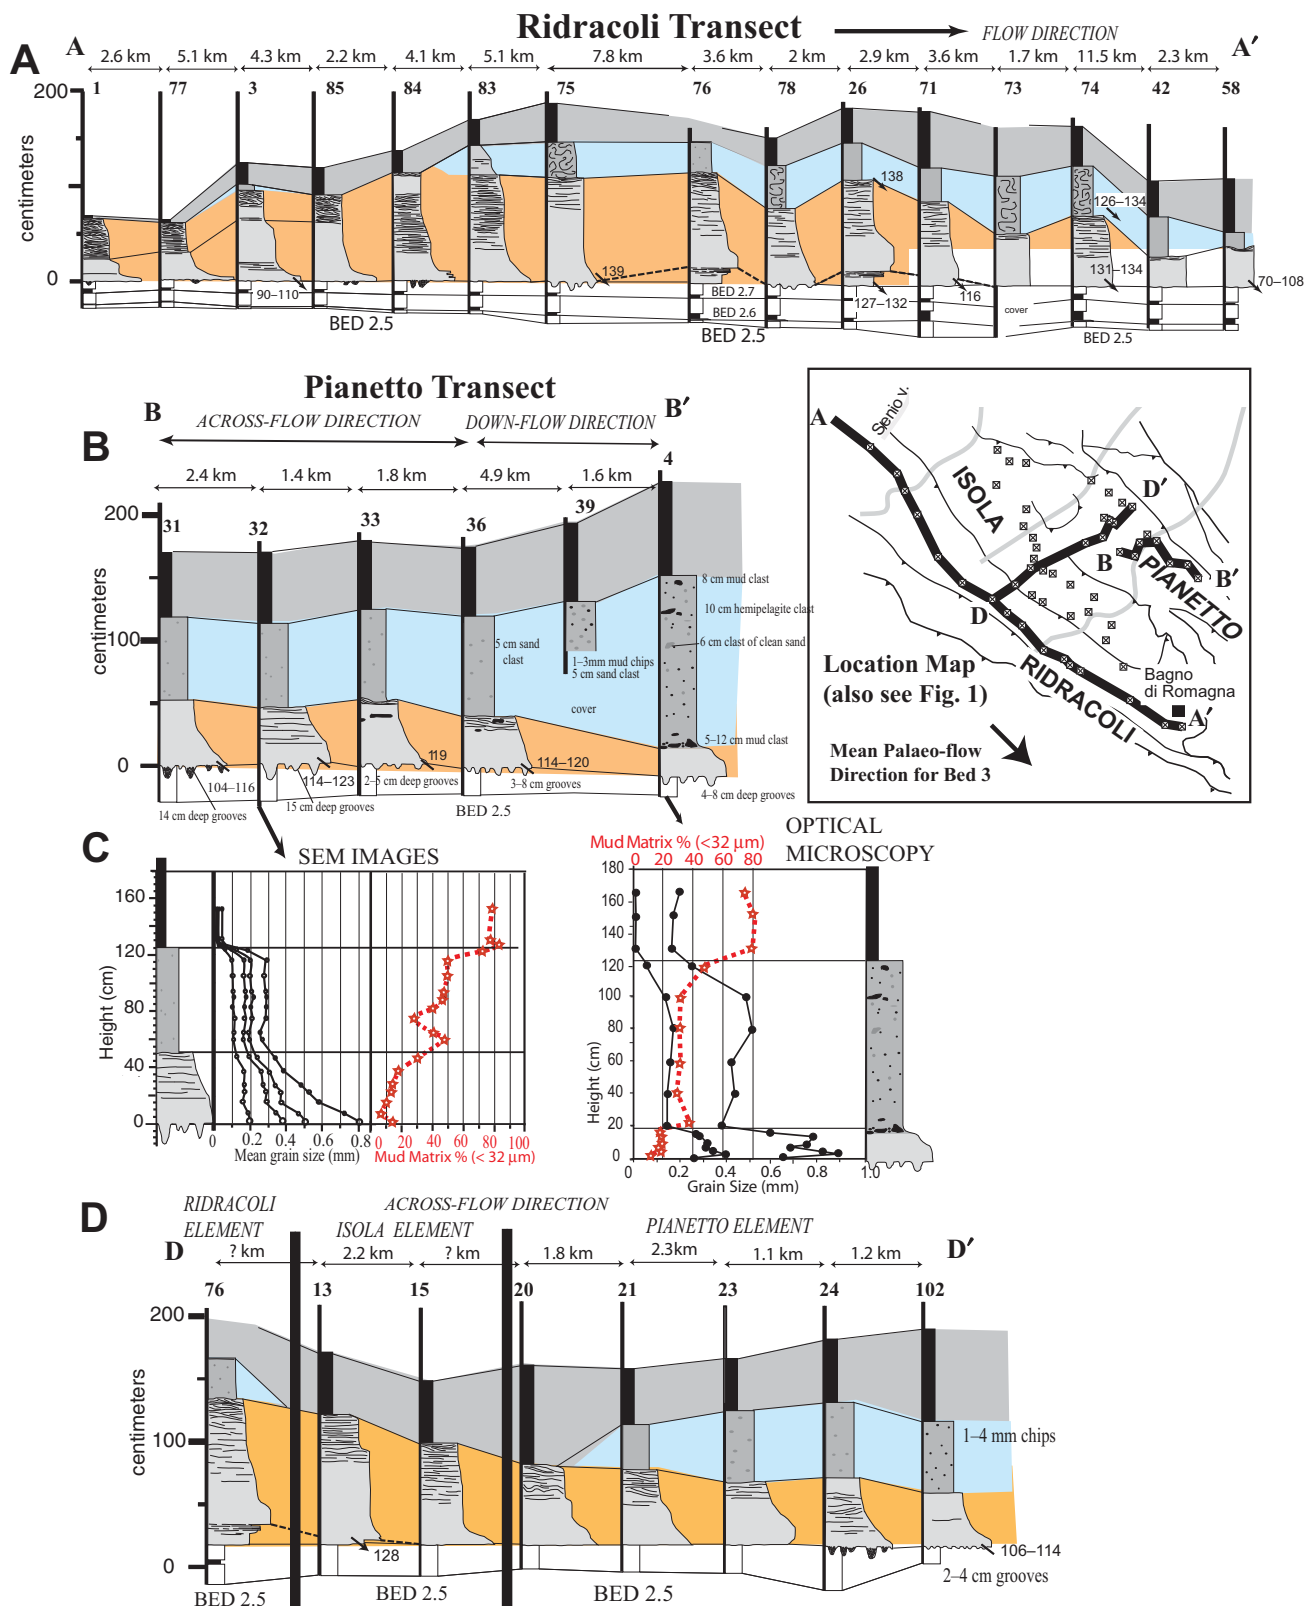 Ridracoli Transect
FLOW DIRECTION
A
A
A′
2.6 km 5.1 km 4.3 km 2.2 km 4.1 km 5.1 km 7.8 km 3.6 km 2 km 2.9 km 3.6 km 1.7 km 11.5 km 2.3 km
1 77 3 85 84 83 75 76 78 26 71 73 74 42 58
200
100
0
centimeters
138
126–134
139
131–134
70–108
90–110
127–132
116
BED 2.7
BED 2.6
cover
BED 2.5
BED 2.5
BED 2.5
Pianetto Transect
B
B
B′
ACROSS-FLOW DIRECTION
DOWN-FLOW DIRECTION
2.4 km 1.4 km 1.8 km 4.9 km 1.6 km
31 32 33 36 39 4
200
100
0
centimeters
8 cm mud clast
10 cm hemipelagite clast
6 cm clast of clean sand
5 cm sand
clast
1–3mm mud chips
5 cm sand clast
cover
5–12 cm mud clast
104–116
114–123
119
114–120
14 cm deep grooves
15 cm deep grooves
2–5 cm deep grooves
3–8 cm grooves
4–8 cm deep grooves
BED 2.5
A
Senio v.
ISOLA
D′
B
PIANETTO
B′
D
RIDRACOLI
Bagno
di Romagna
A′
Location Map
(also see Fig. 1)
Mean Palaeo-flow
Direction for Bed 3
C
SEM IMAGES
160
120
80
40
0
Height (cm)
0 0.2 0.4 0.6 0.8
Mean grain size (mm)
0 20 40 60 80 100
Mud Matrix % (< 32 µm)
OPTICAL
MICROSCOPY
Mud Matrix % (<32 µm)
0 20 40 60 80
180
160
140
120
100
80
60
40
20
0
Height (cm)
0 0.2 0.4 0.6 0.8 1.0
Grain Size (mm)
D
RIDRACOLI
ELEMENT
ACROSS-FLOW DIRECTION
ISOLA ELEMENT
PIANETTO ELEMENT
D
D′
? km 2.2 km ? km 1.8 km 2.3km 1.1 km 1.2 km
76 13 15 20 21 23 24 102
200
100
0
centimeters
1–4 mm chips
128
106–114
2–4 cm grooves
BED 2.5
BED 2.5
BED 2.5